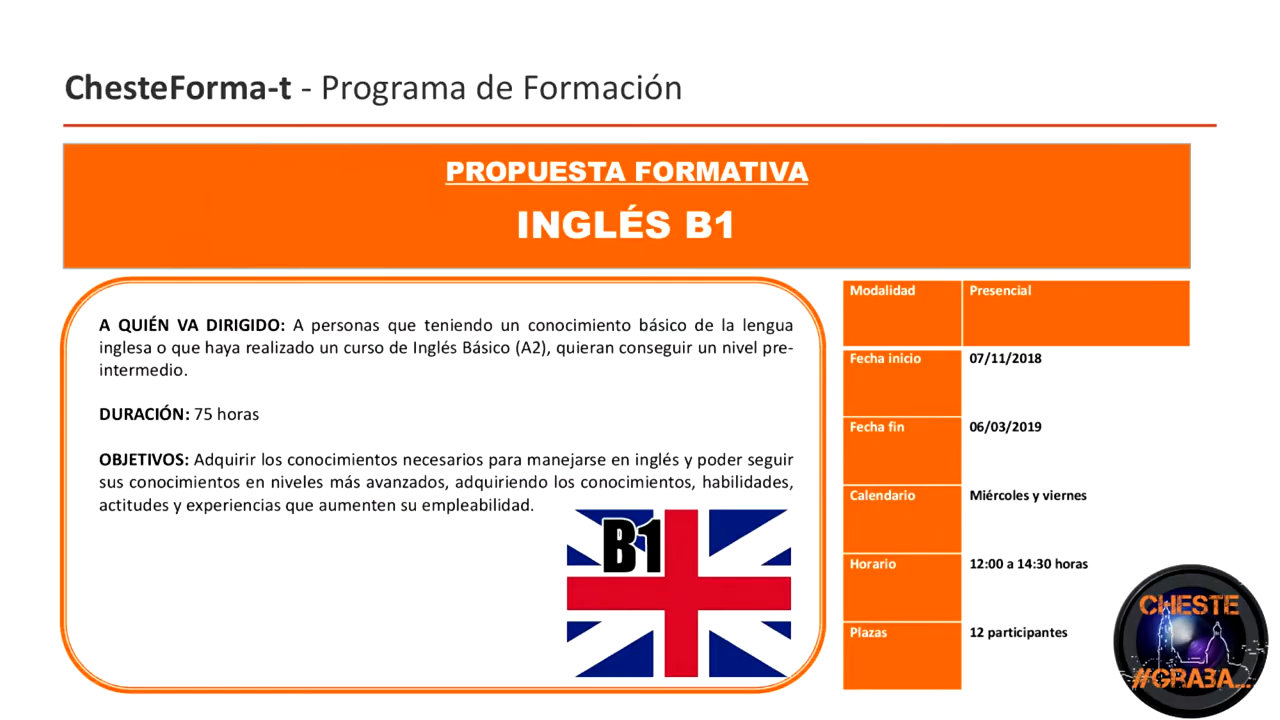 ChesteForma-t - Programa de Formación
PROPUESTA FORMATIVA
INGLÉS B1
A QUIÉN VA DIRIGIDO: A personas que teniendo un conocimiento básico de la lengua
inglesa o que haya realizado un curso de Inglés Básico (A2), quieran conseguir un nivel pre-
intermedio.
DURACIÓN: 75 horas
OBJETIVOS: Adquirir los conocimientos necesarios para manejarse en inglés y poder seguir
sus conocimientos en niveles más avanzados, adquiriendo los conocimientos, habilidades,
actitudes y experiencias que aumenten su empleabilidad.
B1
Modalidad Presencial
Fecha inicio 07/11/2018
Fecha fin 06/03/2019
Calendario Miércoles y viernes
Horario 12:00 a 14:30 horas
Plazas 12 participantes
CHESTE
#GRABA...